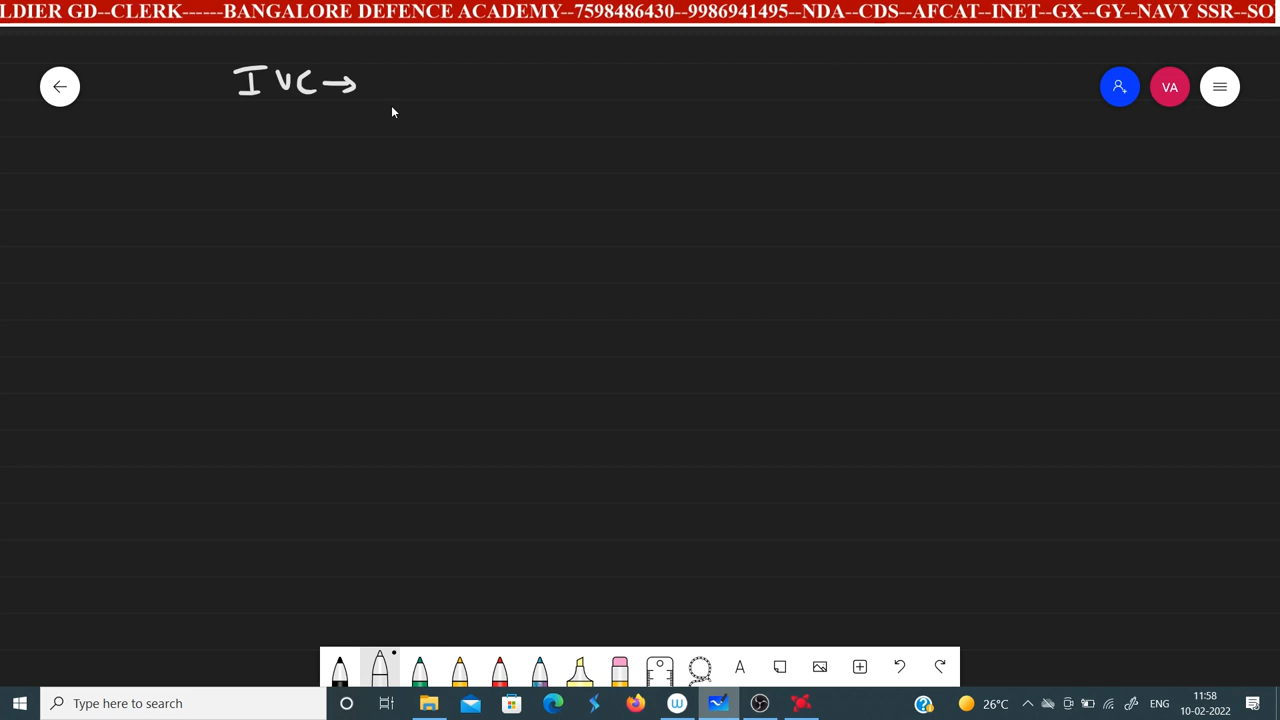 LDIER GD--CLERK------BANGALORE DEFENCE ACADEMY--7598486430--9986941495--NDA--CDS--AFCAT--INET--GX--GY--NAVY SSR--SO
IVC →
VA
A
Type here to search
26°C
ENG
11:58
10-02-2022